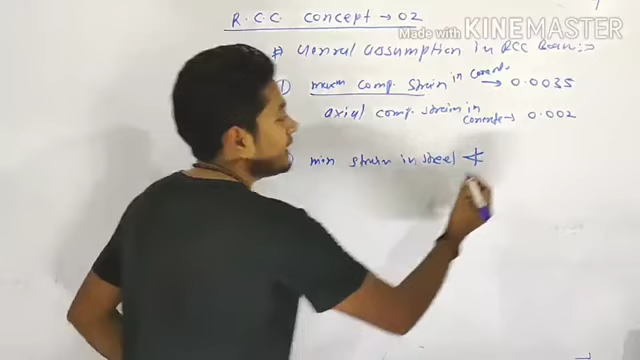 R.C.C. concept → 02
Made with KINEMASTER
# General assumption in RCC Beam :=
1) maxm comp. strain in concrete → 0.0035
axial comp. strain in concrete → 0.002
min strain in steel ≮